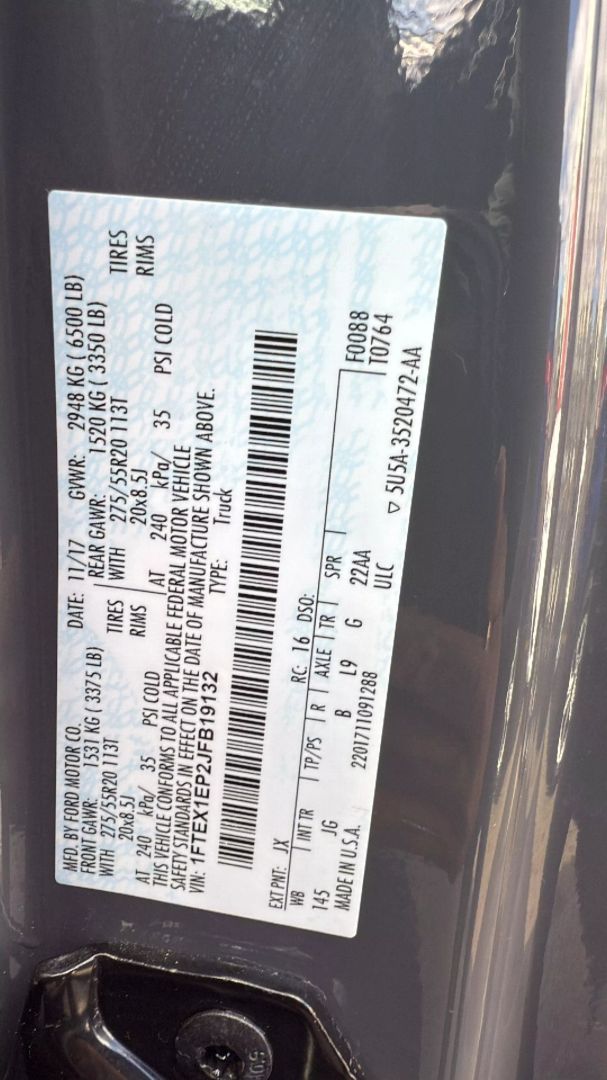 MFD. BY FORD MOTOR CO. DATE: 11/17 GVWR: 2948 KG ( 6500 LB)
FRONT GAWR: 1531 KG ( 3375 LB) REAR GAWR: 1520 KG ( 3350 LB)
WITH 275/55R20 113T TIRES WITH 275/55R20 113T TIRES
20x8.5J RIMS 20x8.5J RIMS
AT 240 kPa/ 35 PSI COLD AT 240 kPa/ 35 PSI COLD
THIS VEHICLE CONFORMS TO ALL APPLICABLE FEDERAL MOTOR VEHICLE
SAFETY STANDARDS IN EFFECT ON THE DATE OF MANUFACTURE SHOWN ABOVE.
VIN: 1FTEX1EP2JFB19132 TYPE: Truck
EXT PNT: JX RC: 16 DSO: F0088
WB INT TR TP/PS R AXLE TR SPR T0764
145 JG B L9 G 22AA
MADE IN U.S.A. 2201711091288 ULC
▽ 5U5A-3520472-AA